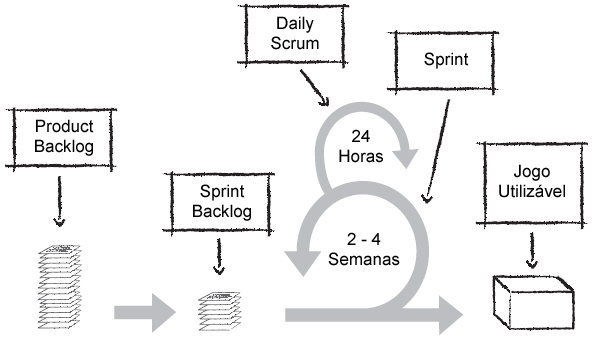 Daily
Scrum
Sprint
Product
Backlog
24
Horas
Jogo
Utilizável
Sprint
Backlog
2 - 4
Semanas